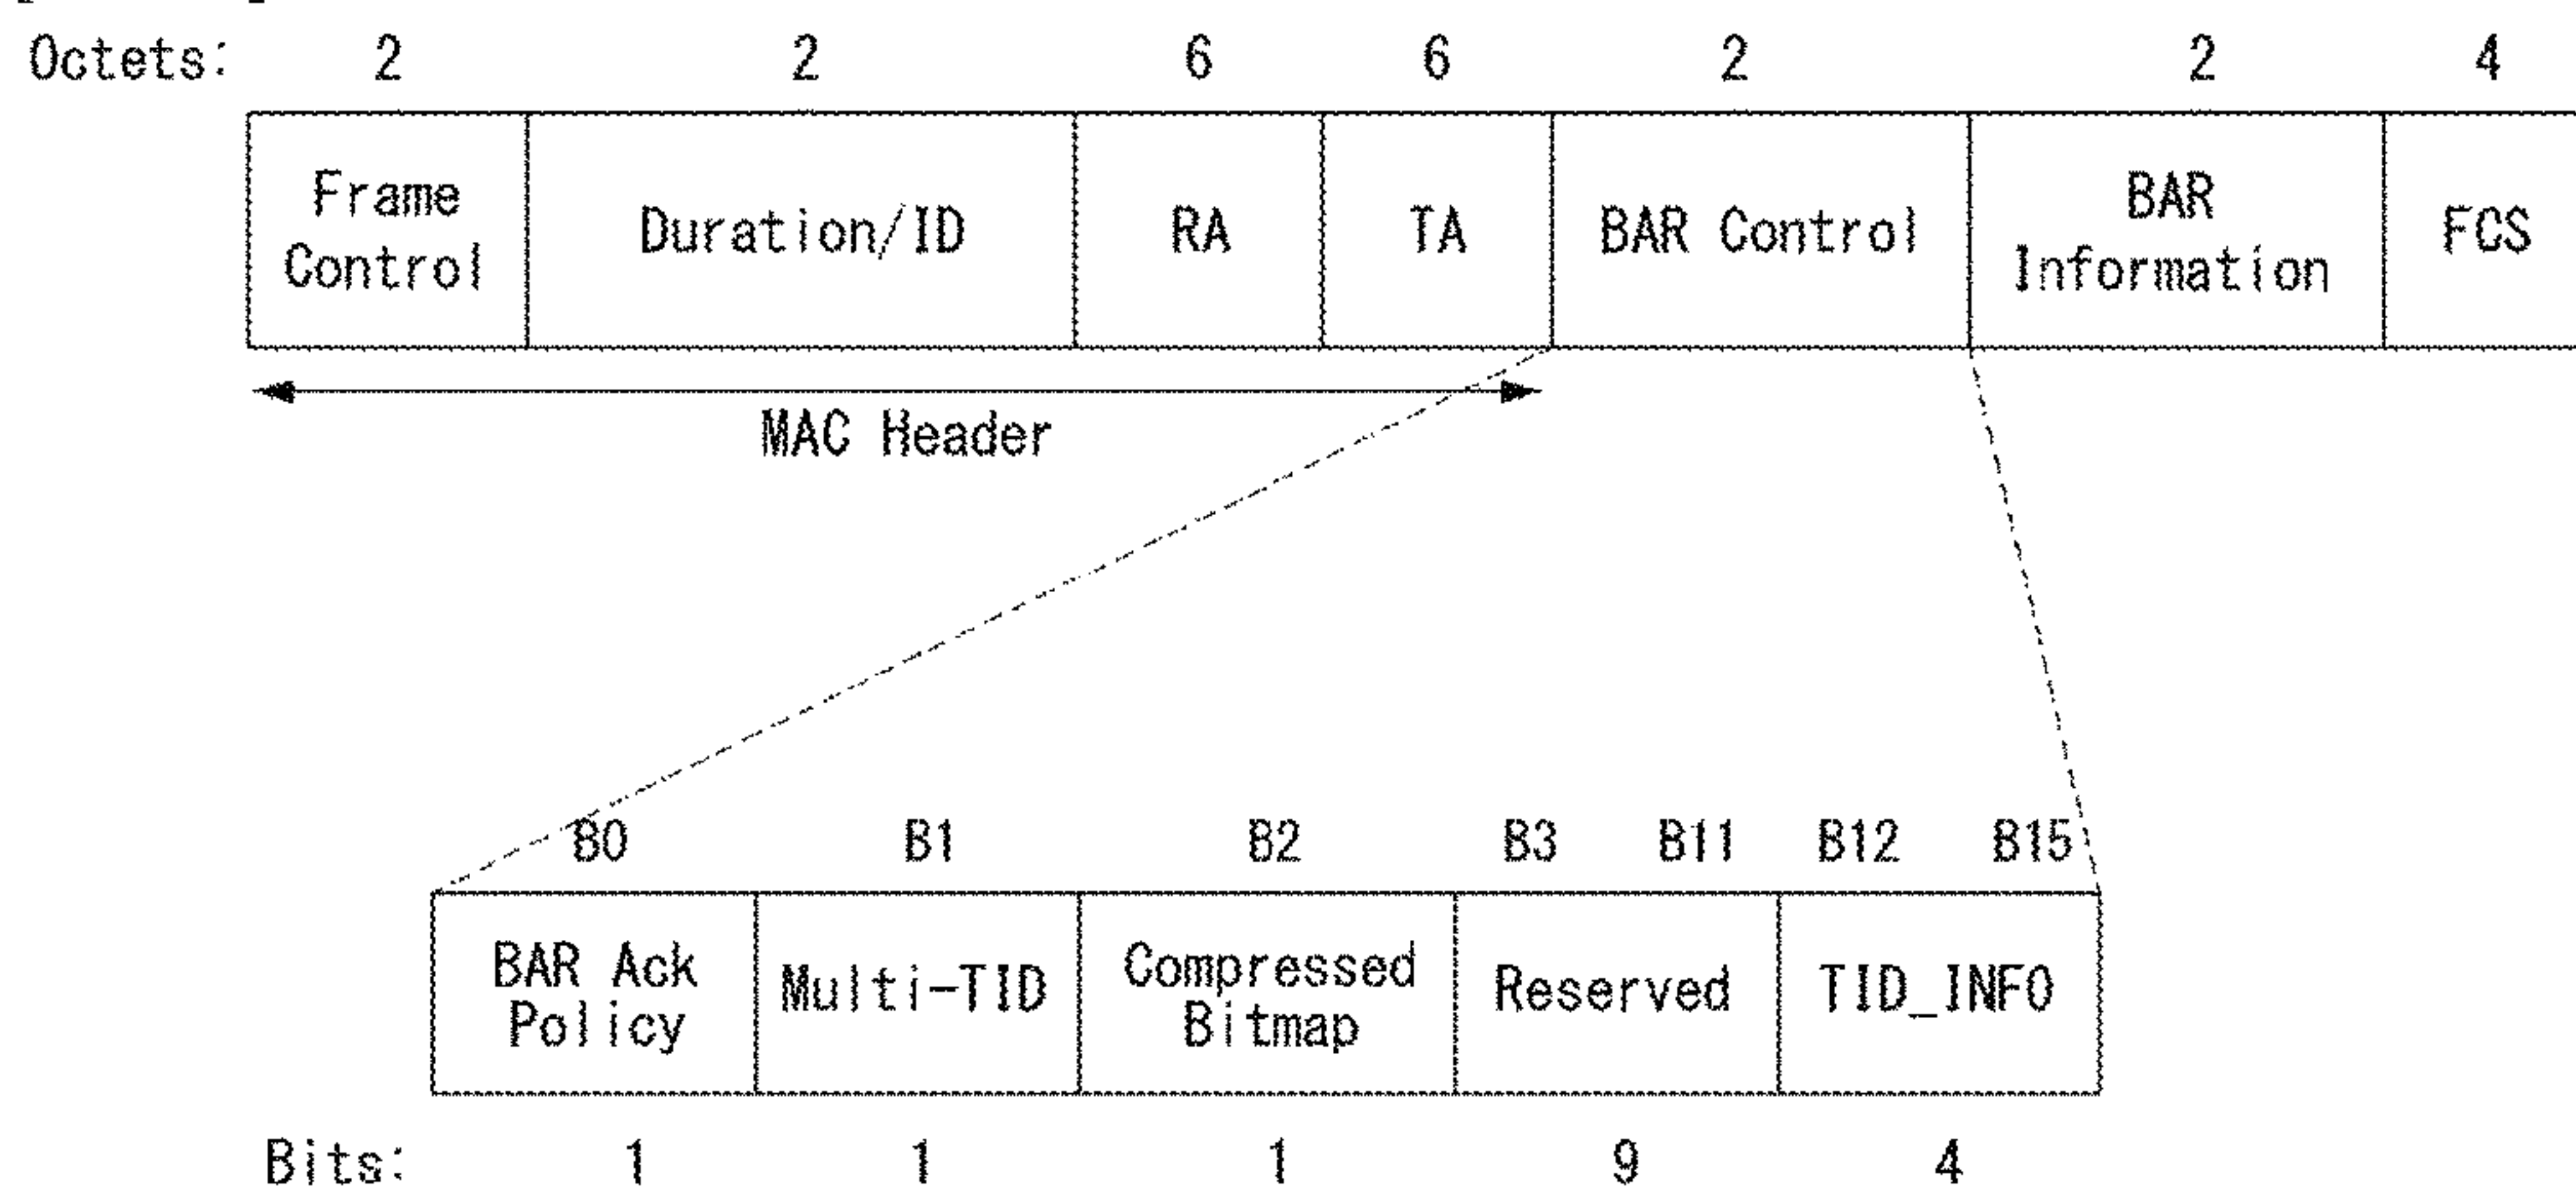 Octets: 2 2 6 6 2 2 4
Frame Control Duration/ID RA TA BAR Control BAR Information FCS
MAC Header
B0 B1 B2 B3 B11 B12 B15
BAR Ack Policy Multi-TID Compressed Bitmap Reserved TID_INFO
Bits: 1 1 1 9 4